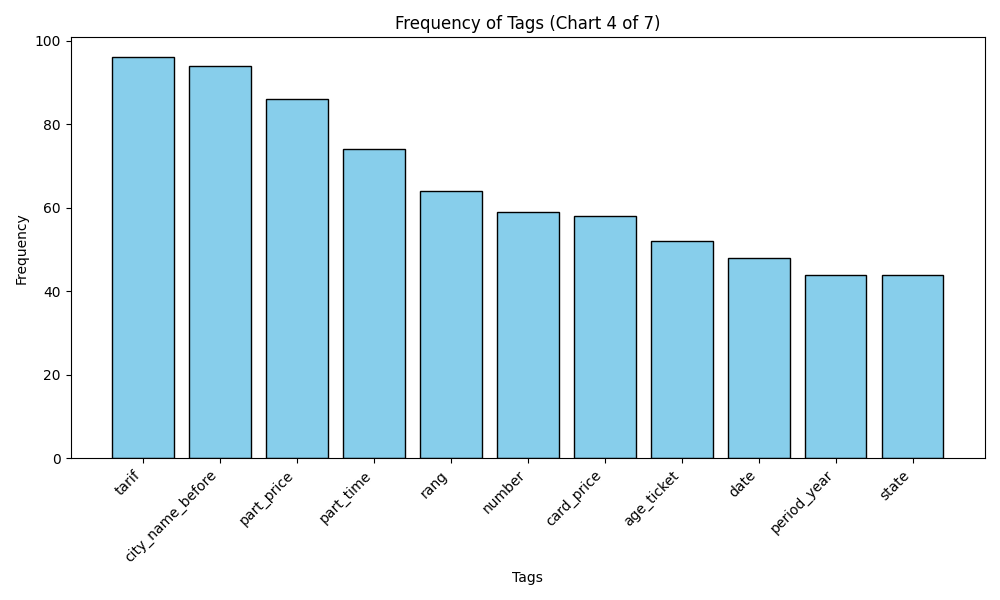 Frequency of Tags (Chart 4 of 7)
100
80
60
40
20
0
Frequency
tarif
city_name_before
part_price
part_time
rang
number
card_price
age_ticket
date
period_year
state
Tags